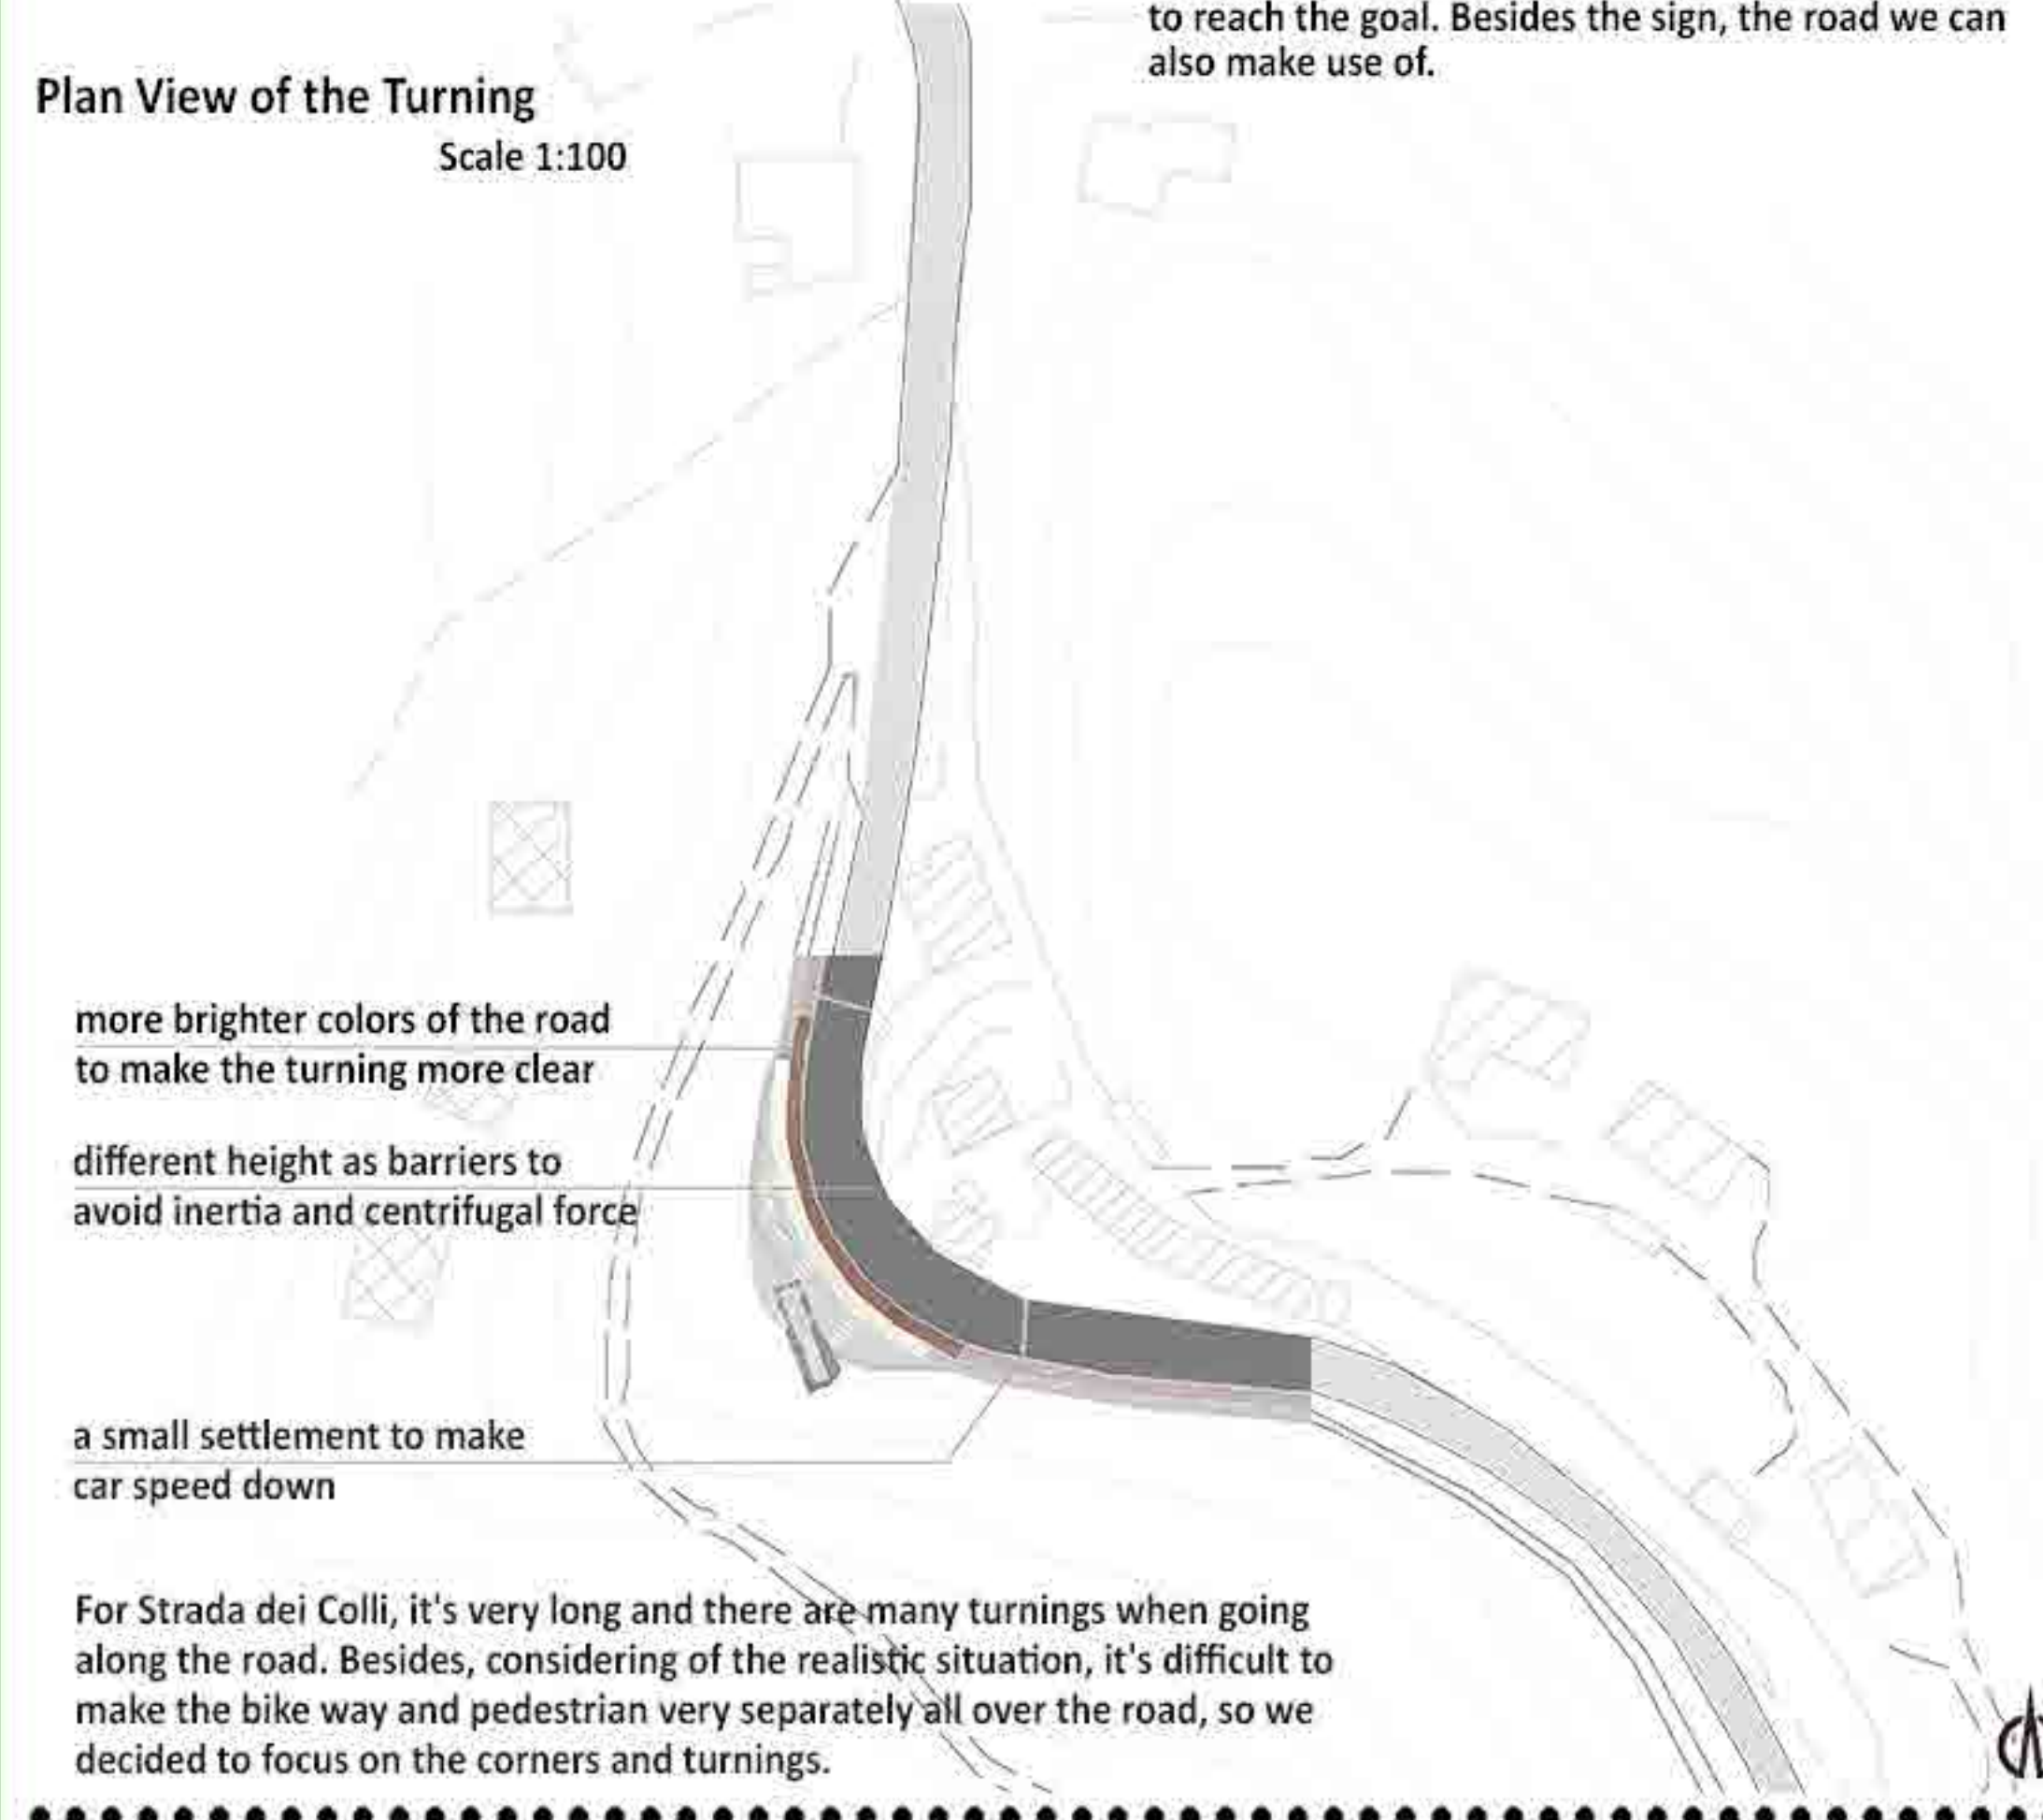 to reach the goal. Besides the sign, the road we can
also make use of.
Plan View of the Turning
Scale 1:100
more brighter colors of the road
to make the turning more clear
different height as barriers to
avoid inertia and centrifugal force
a small settlement to make
car speed down
For Strada dei Colli, it's very long and there are many turnings when going
along the road. Besides, considering of the realistic situation, it's difficult to
make the bike way and pedestrian very separately all over the road, so we
decided to focus on the corners and turnings.